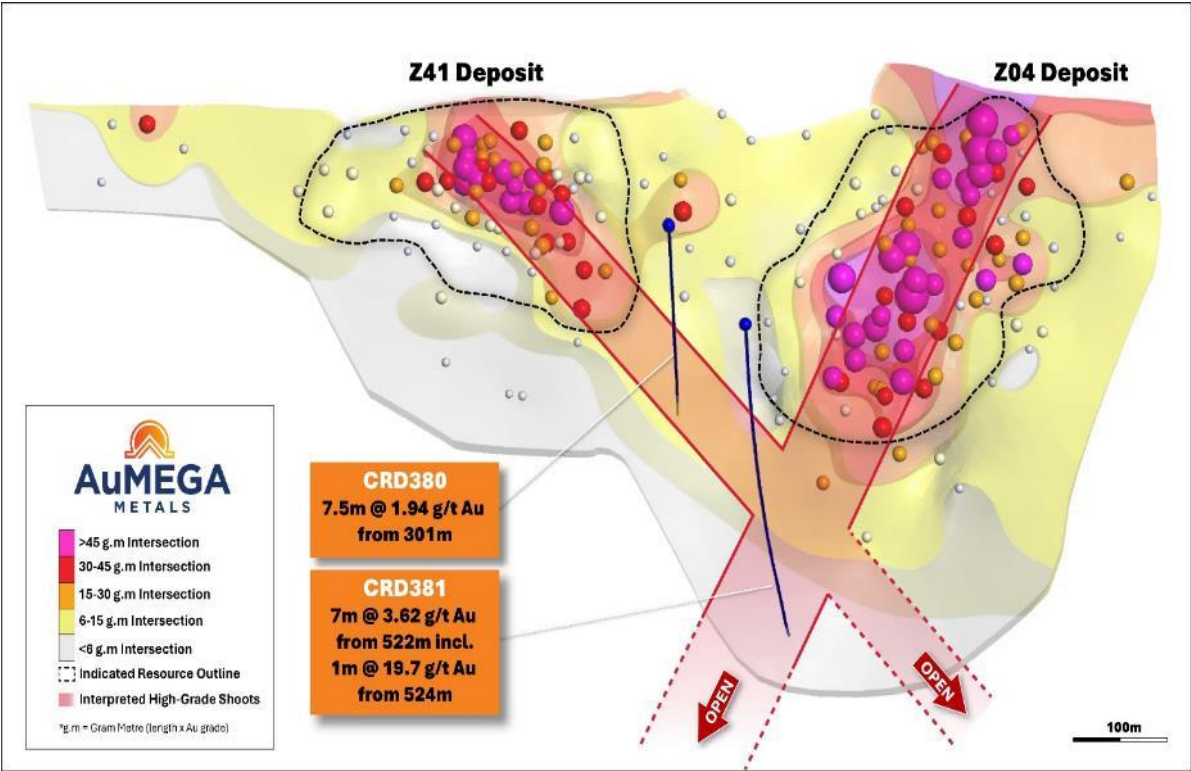 Z41 Deposit
Z04 Deposit
CRD380
7.5m @ 1.94 g/t Au
from 301m
CRD381
7m @ 3.62 g/t Au
from 522m incl.
1m @ 19.7 g/t Au
from 524m
AuMEGA
METALS
>45 g.m Intersection
30-45 g.m Intersection
15-30 g.m Intersection
6-15 g.m Intersection
<6 g.m Intersection
Indicated Resource Outline
Interpreted High-Grade Shoots
*g.m = Gram Metre (length x Au grade)
OPEN
OPEN
100m